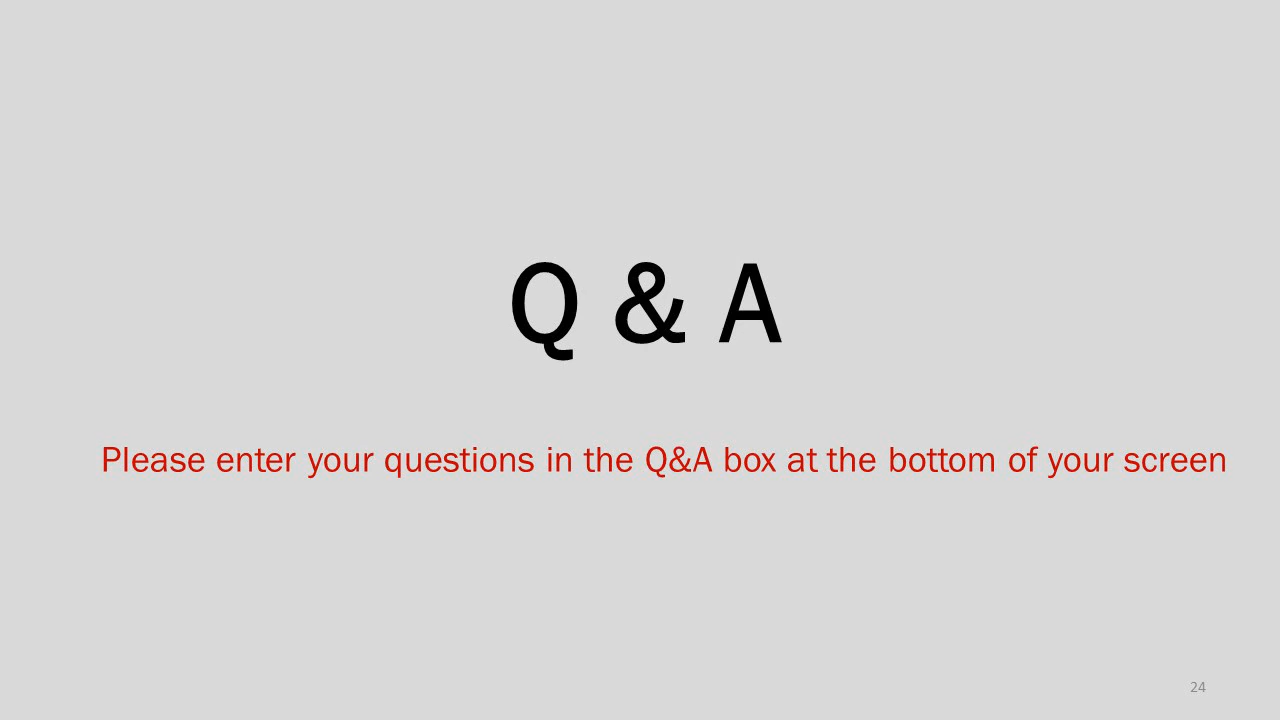 Q & A
Please enter your questions in the Q&A box at the bottom of your screen
24